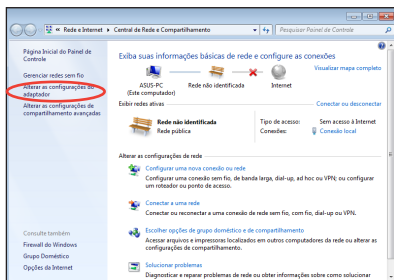 « Rede e Internet ▸ Central de Rede e Compartilhamento
Pesquisar Painel de Controle
Página Inicial do Painel de
Controle
Gerenciar redes sem fio
Alterar as configurações do
adaptador
Alterar as configurações de
compartilhamento avançadas
Exiba suas informações básicas de rede e configure as conexões
Visualizar mapa completo
ASUS-PC
(Este computador)
Rede não identificada
Internet
Exibir redes ativas
Conectar ou desconectar
Rede não identificada
Rede pública
Tipo de acesso: Sem acesso à Internet
Conexões: Conexão local
Alterar as configurações de rede
Configurar uma nova conexão ou rede
Configurar uma conexão sem fio, de banda larga, dial-up, ad hoc ou VPN; ou configurar
um roteador ou ponto de acesso.
Conectar a uma rede
Conectar ou reconectar a uma conexão de rede sem fio, com fio, dial-up ou VPN.
Escolher opções de grupo doméstico e de compartilhamento
Acessar arquivos e impressoras localizados em outros computadores da rede ou alterar as
configurações de compartilhamento.
Solucionar problemas
Diagnosticar e reparar problemas de rede ou obter informações sobre como solucionar
Consulte também
Firewall do Windows
Grupo Doméstico
Opções da Internet